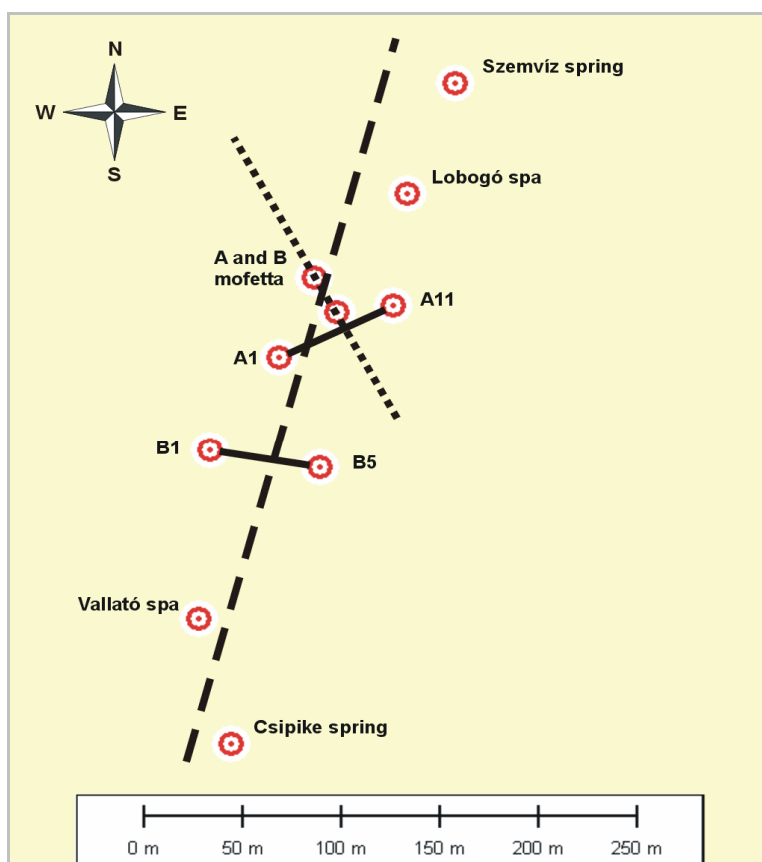 N
W
E
S
Szemvíz spring
Lobogó spa
A and B
mofetta
A11
A1
B1
B5
Vallató spa
Csipike spring
0 m
50 m
100 m
150 m
200 m
250 m